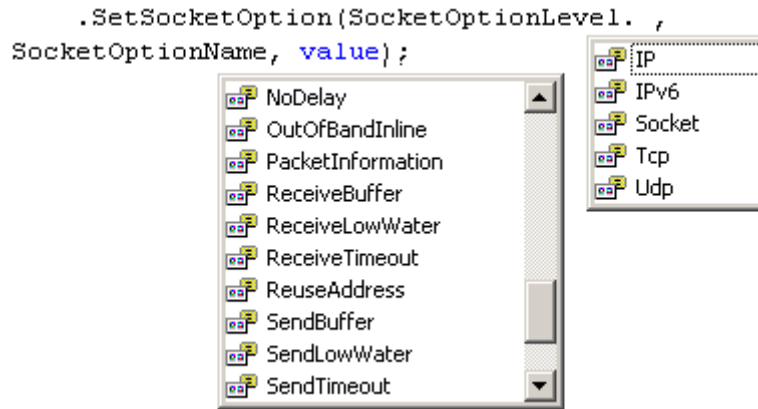 .SetSocketOption(SocketOptionLevel. ,
SocketOptionName, value);
IP
IPv6
Socket
Tcp
Udp
NoDelay
OutOfBandInline
PacketInformation
ReceiveBuffer
ReceiveLowWater
ReceiveTimeout
ReuseAddress
SendBuffer
SendLowWater
SendTimeout